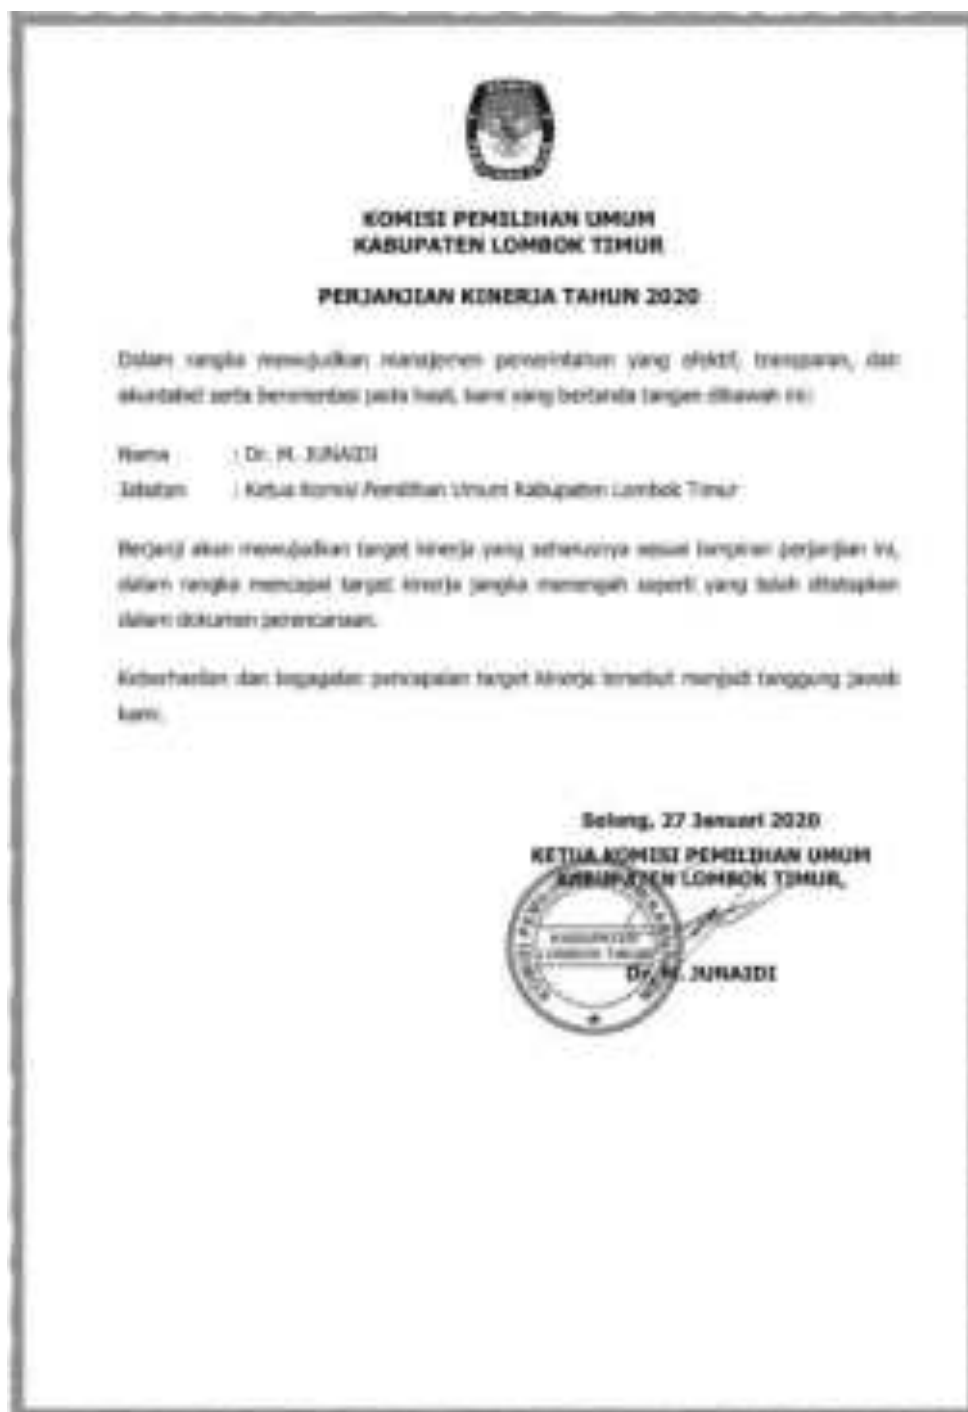 KOMISI PEMILIHAN UMUM
KABUPATEN LOMBOK TIMUR
PERJANJIAN KINERJA TAHUN 2020
Dalam rangka mewujudkan manajemen pemerintahan yang efektif, transparan, dan
akuntabel serta berorientasi pada hasil, kami yang bertanda tangan dibawah ini:
Nama : Dr. M. JUNAIDI
Jabatan : Ketua Komisi Pemilihan Umum Kabupaten Lombok Timur
Berjanji akan mewujudkan target kinerja yang seharusnya sesuai lampiran perjanjian ini,
dalam rangka mencapai target kinerja jangka menengah seperti yang telah ditetapkan
dalam dokumen perencanaan.
Keberhasilan dan kegagalan pencapaian target kinerja tersebut menjadi tanggung jawab
kami.
Selong, 27 Januari 2020
KETUA KOMISI PEMILIHAN UMUM
KABUPATEN LOMBOK TIMUR,
KABUPATEN
LOMBOK TIMUR
Dr. M. JUNAIDI